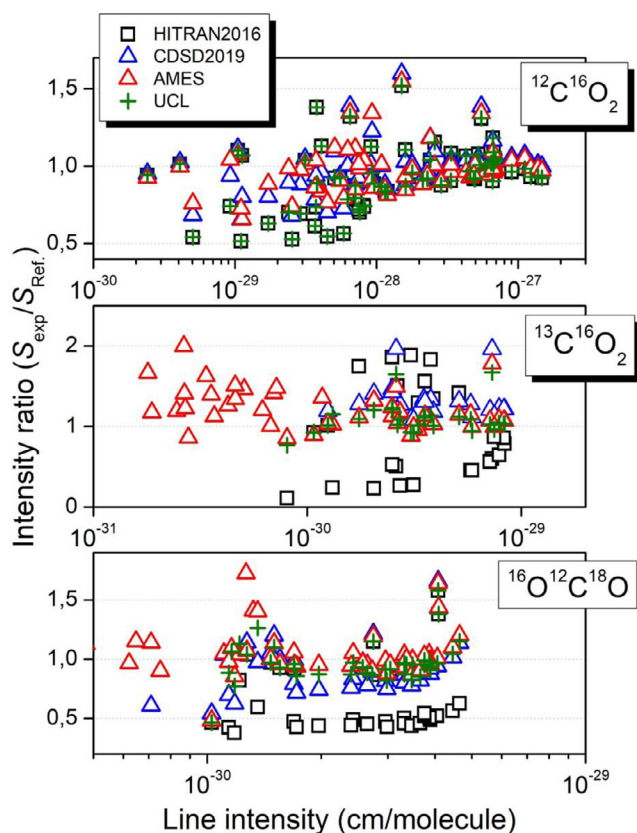 HITRAN2016
CDSD2019
AMES
UCL
¹²C¹⁶O₂
1,5
1,0
0,5
10⁻³⁰ 10⁻²⁹ 10⁻²⁸ 10⁻²⁷
¹³C¹⁶O₂
2
1
0
10⁻³¹ 10⁻³⁰ 10⁻²⁹
¹⁶O¹²C¹⁸O
1,5
1,0
0,5
10⁻³⁰ 10⁻²⁹
Intensity ratio (S_exp/S_Ref.)
Line intensity (cm/molecule)